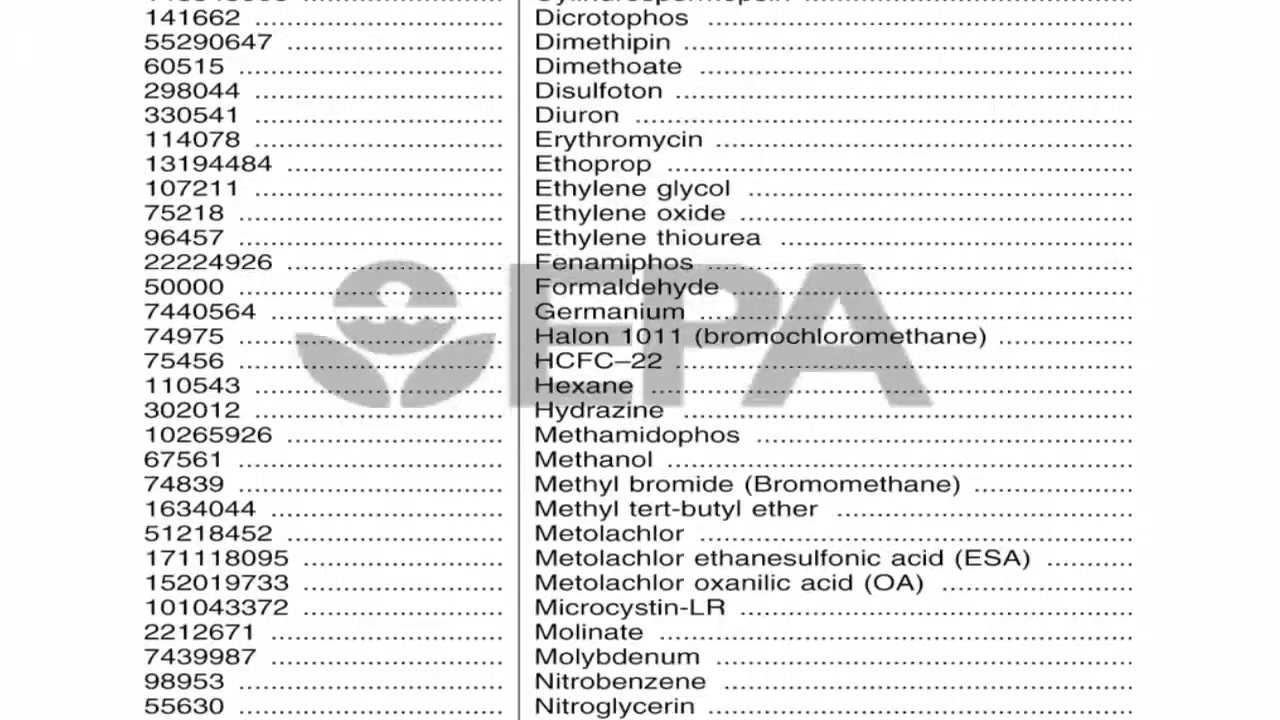 141662 ........ Dicrotophos ........
55290647 ........ Dimethipin ........
60515 ........ Dimethoate ........
298044 ........ Disulfoton ........
330541 ........ Diuron ........
114078 ........ Erythromycin ........
13194484 ........ Ethoprop ........
107211 ........ Ethylene glycol ........
75218 ........ Ethylene oxide ........
96457 ........ Ethylene thiourea ........
22224926 ........ Fenamiphos ........
50000 ........ Formaldehyde ........
7440564 ........ Germanium ........
74975 ........ Halon 1011 (bromochloromethane) ........
75456 ........ HCFC–22 ........
110543 ........ Hexane ........
302012 ........ Hydrazine ........
10265926 ........ Methamidophos ........
67561 ........ Methanol ........
74839 ........ Methyl bromide (Bromomethane) ........
1634044 ........ Methyl tert-butyl ether ........
51218452 ........ Metolachlor ........
171118095 ........ Metolachlor ethanesulfonic acid (ESA) ........
152019733 ........ Metolachlor oxanilic acid (OA) ........
101043372 ........ Microcystin-LR ........
2212671 ........ Molinate ........
7439987 ........ Molybdenum ........
98953 ........ Nitrobenzene ........
55630 ........ Nitroglycerin ........
EPA